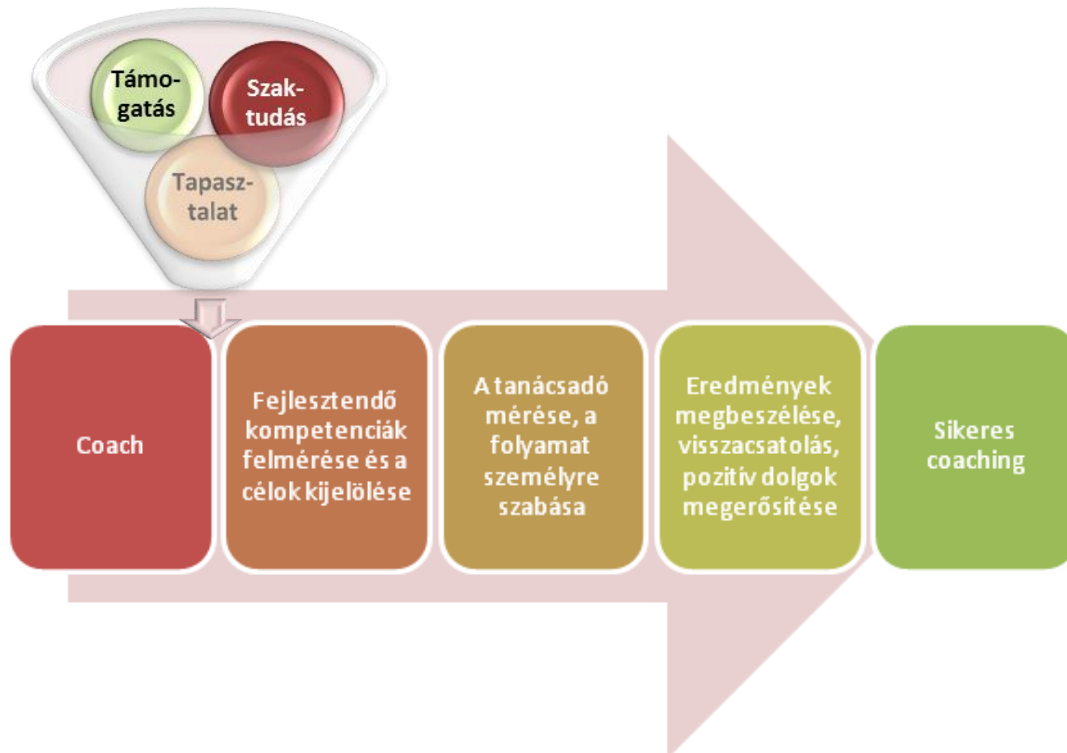 Támo-
gatás
Szak-
tudás
Tapasz-
talat
Coach
Fejlesztendő
kompetenciák
felmérése és a
célok kijelölése
A tanácsadó
mérése, a
folyamat
személyre
szabása
Eredmények
megbeszélése,
visszacsatolás,
pozitív dolgok
megerősítése
Sikeres
coaching